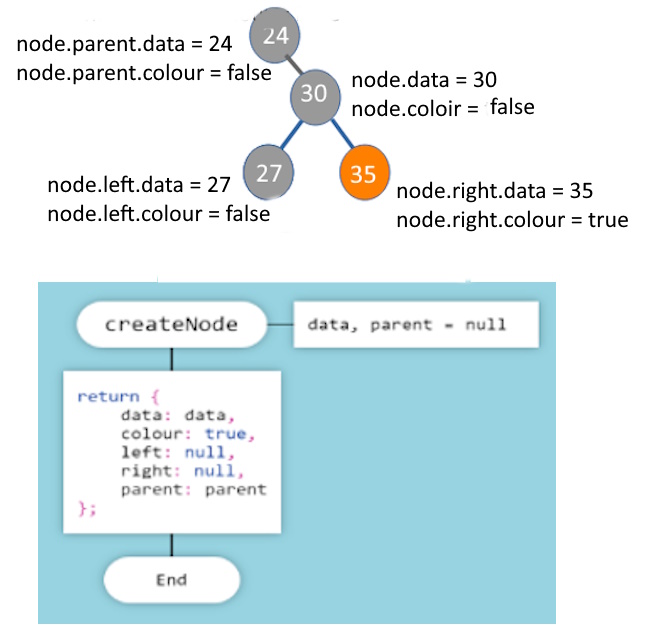 24
node.parent.data = 24
node.parent.colour = false
30
node.data = 30
node.coloir = false
27
35
node.left.data = 27
node.left.colour = false
node.right.data = 35
node.right.colour = true
createNode
data, parent = null
return {
data: data,
colour: true,
left: null,
right: null,
parent: parent
};
End